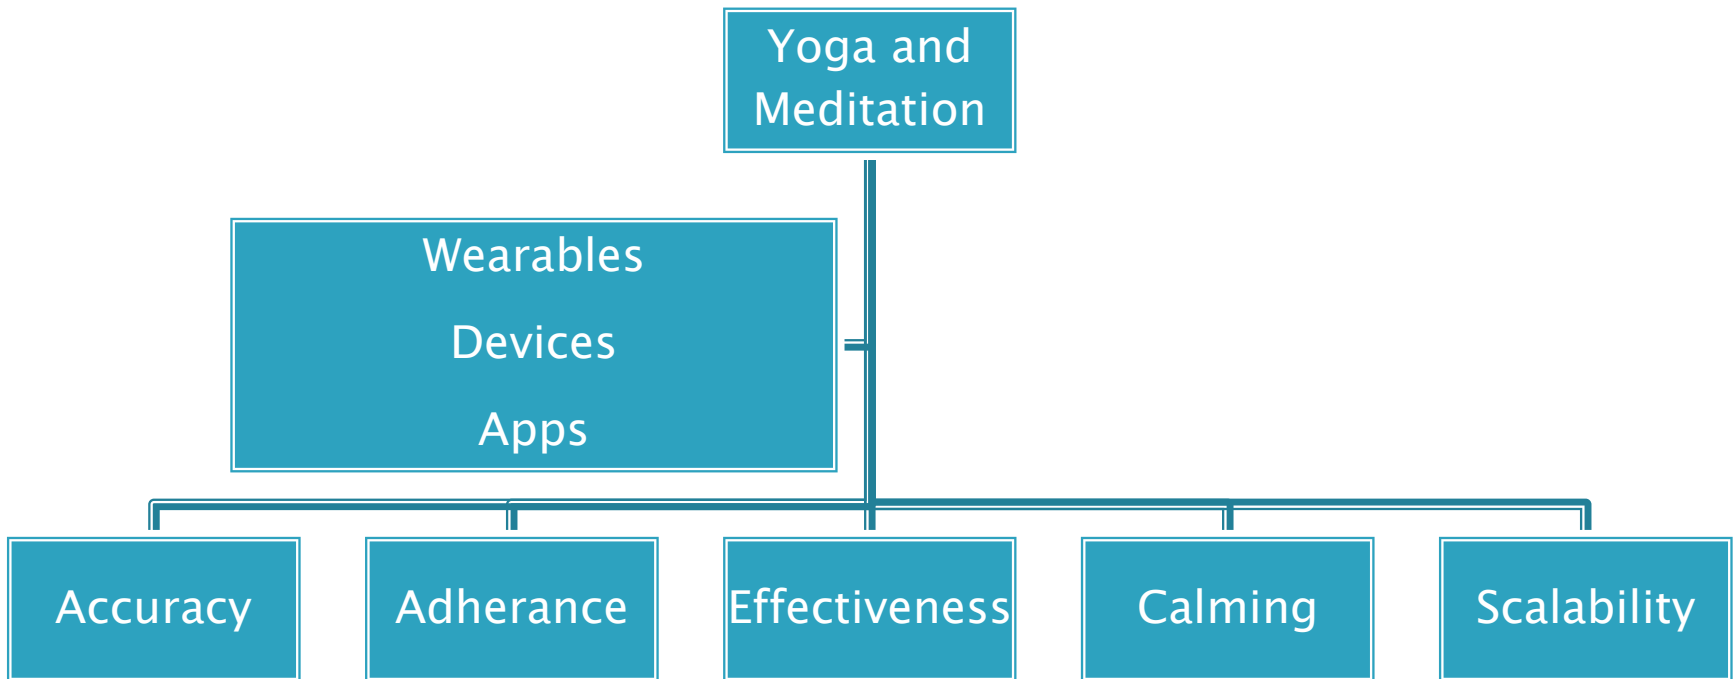 Yoga and
Meditation
Wearables
Devices
Apps
Accuracy
Adherance
Effectiveness
Calming
Scalability